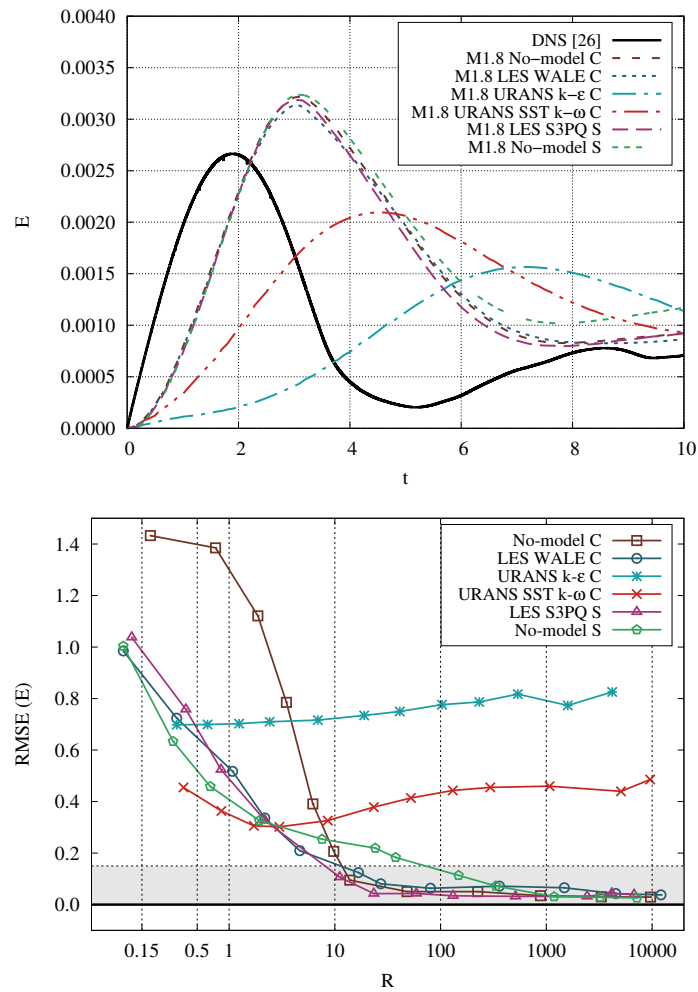 0.0040
0.0035
0.0030
0.0025
0.0020
0.0015
0.0010
0.0005
0.0000
E
DNS [26]
M1.8 No−model C
M1.8 LES WALE C
M1.8 URANS k−ε C
M1.8 URANS SST k−ω C
M1.8 LES S3PQ S
M1.8 No−model S
0 2 4 6 8 10
t
1.4
1.2
1.0
0.8
0.6
0.4
0.2
0.0
RMSE (E)
No-model C
LES WALE C
URANS k-ε C
URANS SST k-ω C
LES S3PQ S
No-model S
0.15 0.5 1 10 100 1000 10000
R